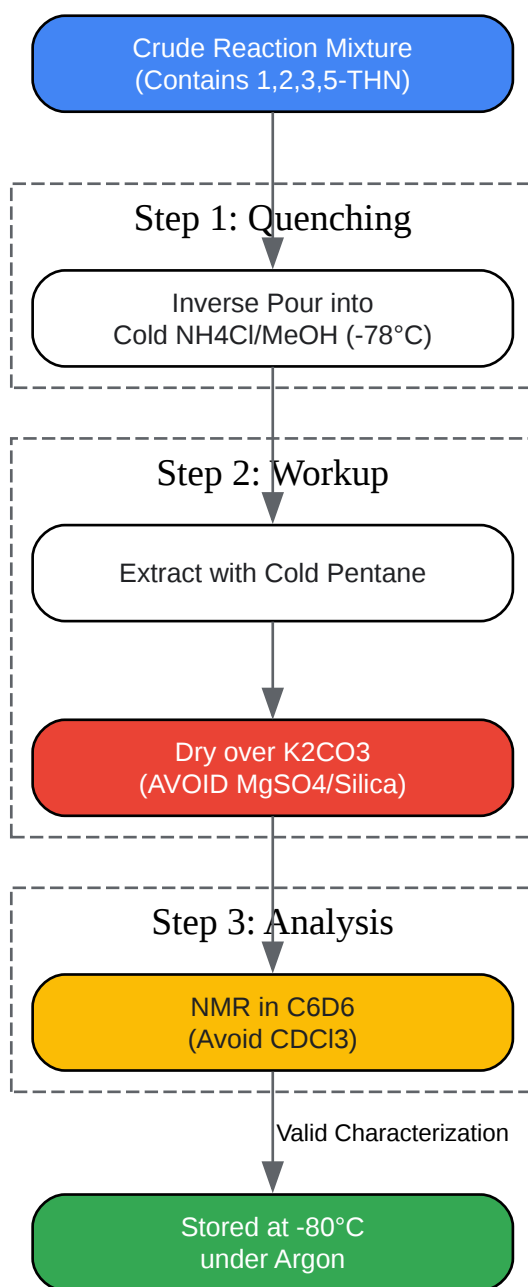 Crude Reaction Mixture
(Contains 1,2,3,5-THN)
Step 1: Quenching
Inverse Pour into
Cold NH4Cl/MeOH (-78°C)
Step 2: Workup
Extract with Cold Pentane
Dry over K2CO3
(AVOID MgSO4/Silica)
Step 3: Analysis
NMR in C6D6
(Avoid CDCl3)
Valid Characterization
Stored at -80°C
under Argon